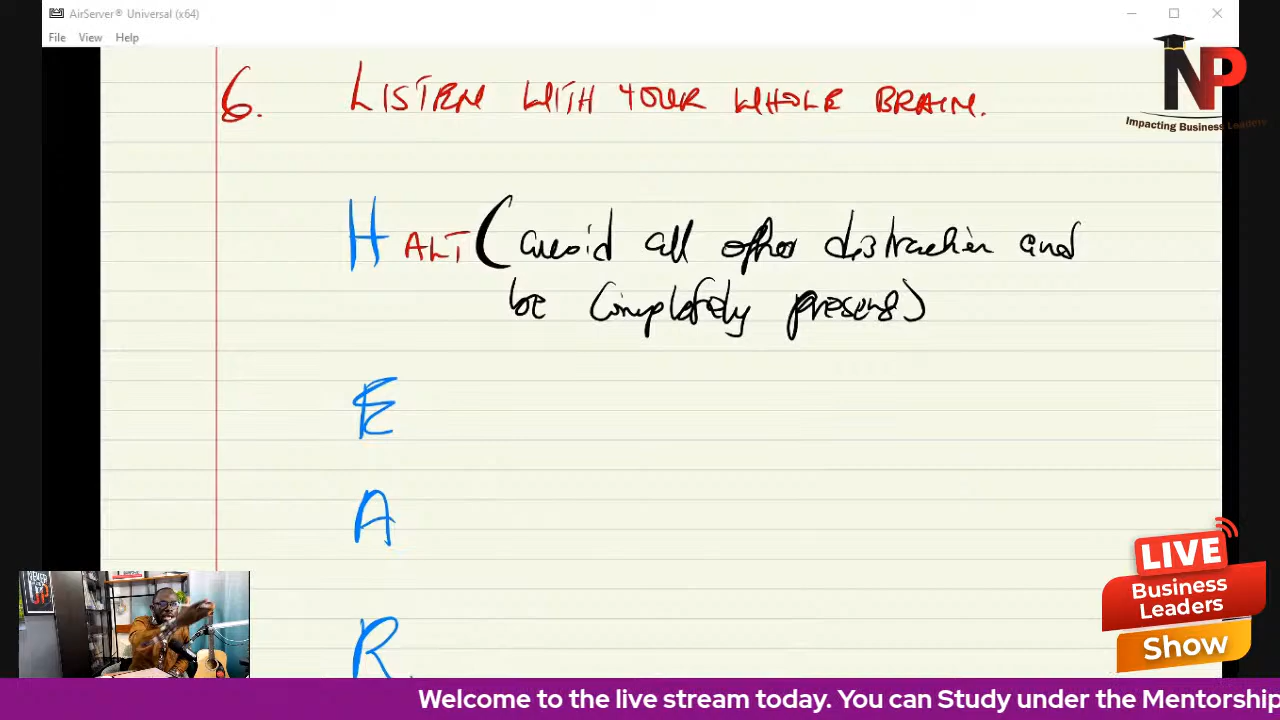 AirServer® Universal (x64)
File View Help
NP
Impacting Business Leaders
6. LISTEN WITH YOUR WHOLE BRAIN.
HALT (avoid all other distraction and
be completely present)
E
A
R
LIVE
Business
Leaders
Show
Welcome to the live stream today. You can Study under the Mentorship